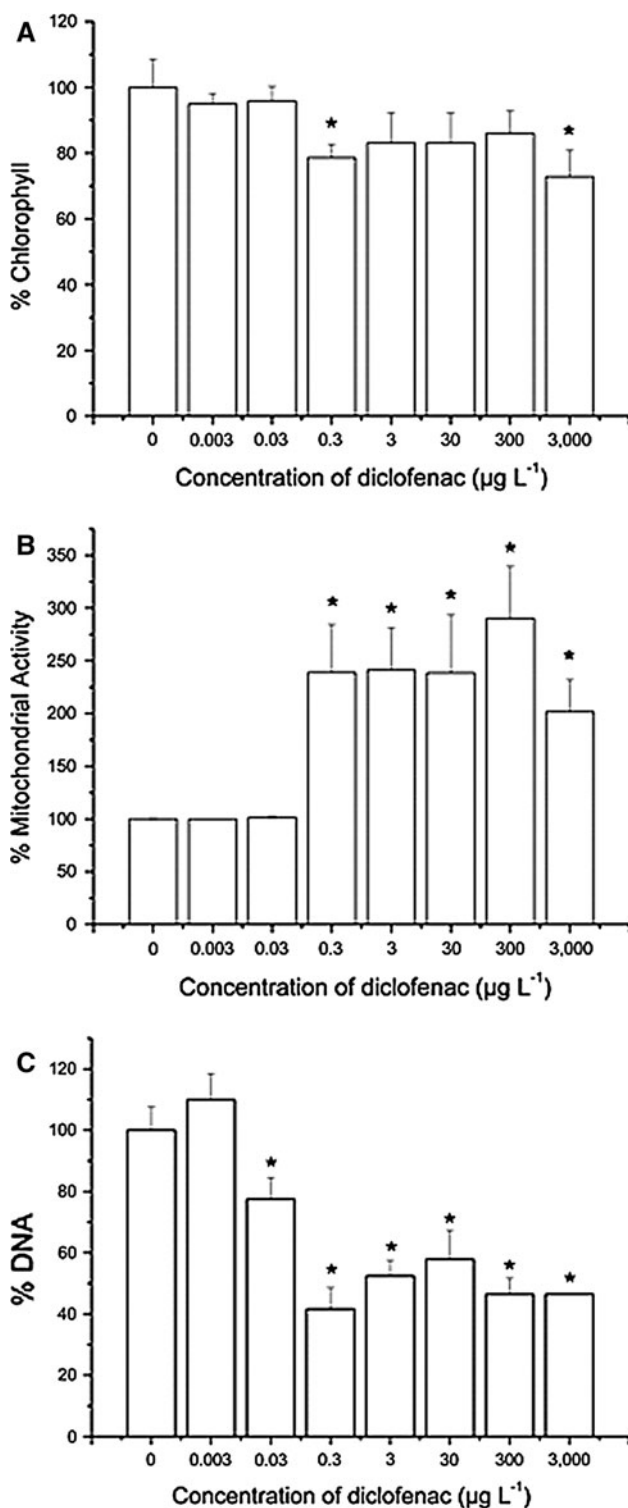 A
% Chlorophyll
120
100
80
60
40
20
0
★
★
0 0.003 0.03 0.3 3 30 300 3,000
Concentration of diclofenac (µg L⁻¹)
B
% Mitochondrial Activity
350
300
250
200
150
100
50
0
★ ★ ★ ★ ★
0 0.003 0.03 0.3 3 30 300 3,000
Concentration of diclofenac (µg L⁻¹)
C
% DNA
120
100
80
60
40
20
0
★ ★ ★ ★ ★ ★
0 0.003 0.03 0.3 3 30 300 3,000
Concentration of diclofenac (µg L⁻¹)